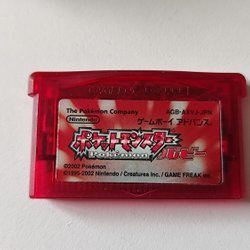 The Pokémon Company AGB-AXVJ-JPN
Nintendo ゲームボーイ アドバンス
ポケットモンスター
Pokémon ルビー
©2002 Pokémon
©1995-2002 Nintendo / Creatures inc. / GAME FREAK inc.